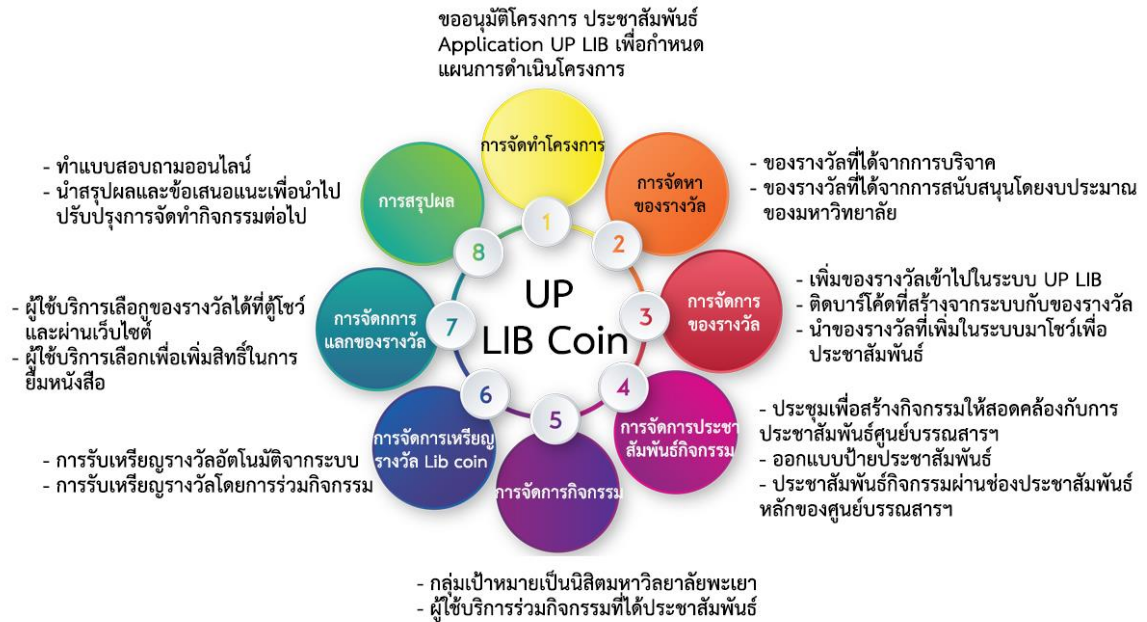 ขออนุมัติโครงการ ประชาสัมพันธ์
Application UP LIB เพื่อกำหนด
แผนการดำเนินโครงการ
การจัดทำโครงการ
1
การจัดหา
ของรางวัล
2
- ของรางวัลที่ได้จากการบริจาค
- ของรางวัลที่ได้จากการสนับสนุนโดยงบประมาณ
ของมหาวิทยาลัย
การจัดการ
ของรางวัล
3
- เพิ่มของรางวัลเข้าไปในระบบ UP LIB
- ติดบาร์โค้ดที่สร้างจากระบบกับของรางวัล
- นำของรางวัลที่เพิ่มในระบบมาโชว์เพื่อ
ประชาสัมพันธ์
การจัดการประชา
สัมพันธ์กิจกรรม
4
- ประชุมเพื่อสร้างกิจกรรมให้สอดคล้องกับการ
ประชาสัมพันธ์ศูนย์บรรณสารฯ
- ออกแบบป้ายประชาสัมพันธ์
- ประชาสัมพันธ์กิจกรรมผ่านช่องประชาสัมพันธ์
หลักของศูนย์บรรณสารฯ
5
การจัดการกิจกรรม
- กลุ่มเป้าหมายเป็นนิสิตมหาวิลยาลัยพะเยา
- ผู้ใช้บริการร่วมกิจกรรมที่ได้ประชาสัมพันธ์
6
การจัดการเหรียญ
รางวัล Lib coin
- การรับเหรียญรางวัลอัตโนมัติจากระบบ
- การรับเหรียญรางวัลโดยการร่วมกิจกรรม
7
การจัดกการ
แลกของรางวัล
- ผู้ใช้บริการเลือกูของรางวัลได้ที่ตู้โชว์
และผ่านเว็บไซต์
- ผู้ใช้บริการเลือกเพื่อเพิ่มสิทธิ์ในการ
ยืมหนังสือ
8
การสรุปผล
- ทำแบบสอบถามออนไลน์
- นำสรุปผลและข้อเสนอแนะเพื่อนำไป
ปรับปรุงการจัดทำกิจกรรมต่อไป
UP
LIB Coin